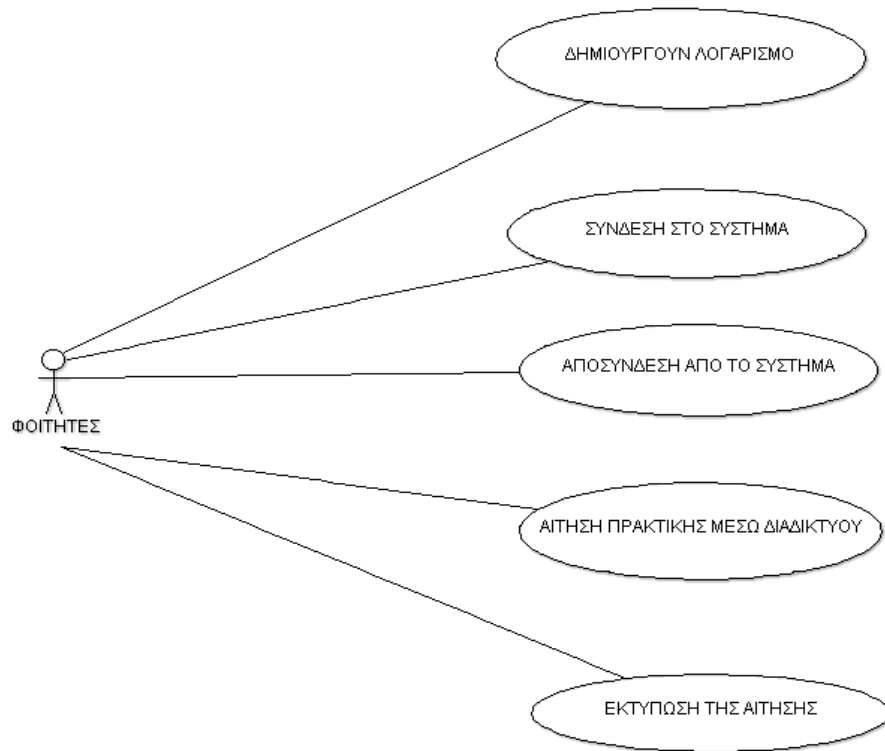 ΔΗΜΙΟΥΡΓΟΥΝ ΛΟΓΑΡΙΣΜΟ
ΣΥΝΔΕΣΗ ΣΤΟ ΣΥΣΤΗΜΑ
ΑΠΟΣΥΝΔΕΣΗ ΑΠΟ ΤΟ ΣΥΣΤΗΜΑ
ΦΟΙΤΗΤΕΣ
ΑΙΤΗΣΗ ΠΡΑΚΤΙΚΗΣ ΜΕΣΩ ΔΙΑΔΙΚΤΥΟΥ
ΕΚΤΥΠΩΣΗ ΤΗΣ ΑΙΤΗΣΗΣ